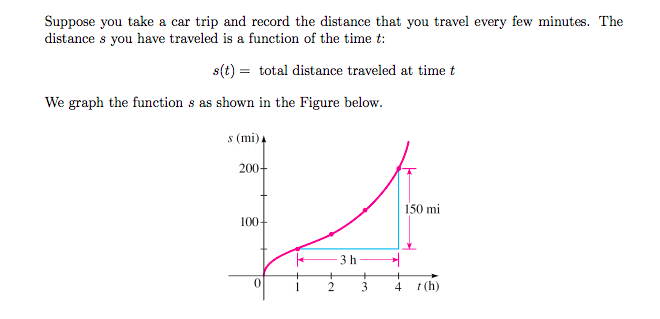 Suppose you take a car trip and record the distance that you travel every few minutes. The
distance s you have traveled is a function of the time t:
s(t) = total distance traveled at time t
We graph the function s as shown in the Figure below.
s (mi)
200
150 mi
100
3 h
0 1 2 3 4 t (h)